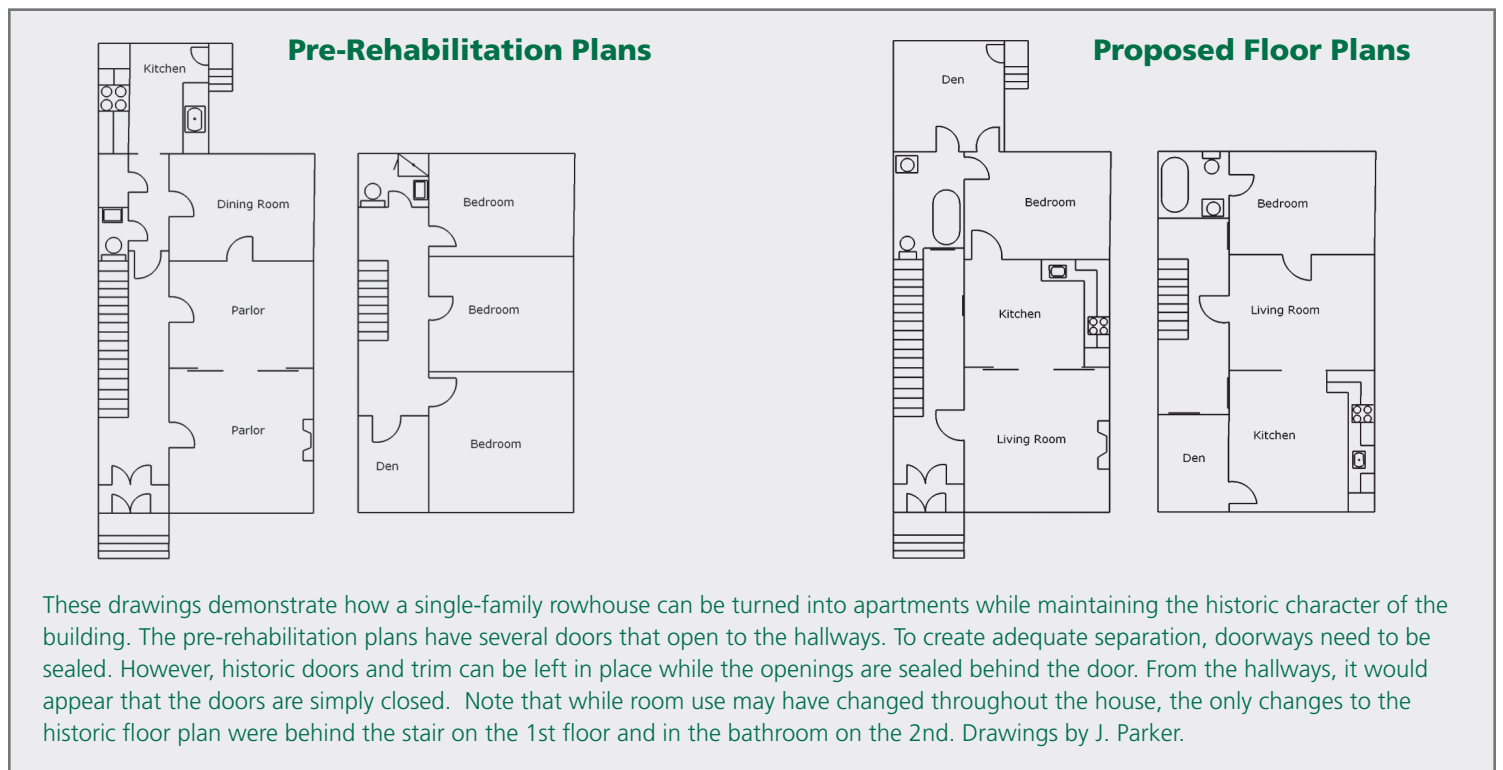 Pre-Rehabilitation Plans
Kitchen
Dining Room
Parlor
Parlor
Bedroom
Bedroom
Bedroom
Den
Proposed Floor Plans
Den
Bedroom
Kitchen
Living Room
Bedroom
Living Room
Kitchen
Den
These drawings demonstrate how a single-family rowhouse can be turned into apartments while maintaining the historic character of the
building. The pre-rehabilitation plans have several doors that open to the hallways. To create adequate separation, doorways need to be
sealed. However, historic doors and trim can be left in place while the openings are sealed behind the door. From the hallways, it would
appear that the doors are simply closed.  Note that while room use may have changed throughout the house, the only changes to the
historic floor plan were behind the stair on the 1st floor and in the bathroom on the 2nd. Drawings by J. Parker.